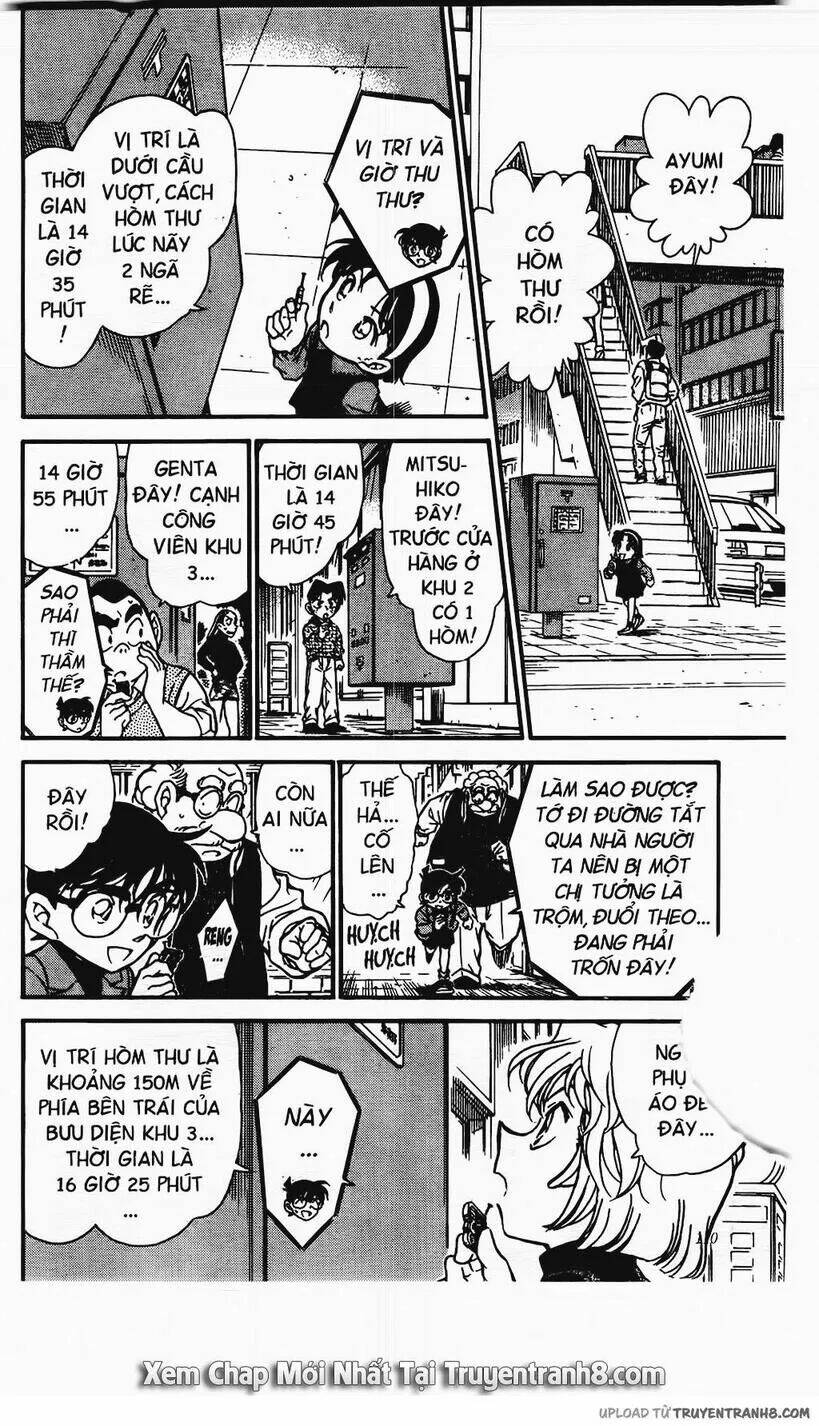 AYUMI
ĐÂY!
CÓ
HÒM
THƯ
RỒI!
VỊ TRÍ VÀ
GIỜ THU
THƯ?
VỊ TRÍ LÀ
DƯỚI CẦU
VƯỢT, CÁCH
HÒM THƯ
LÚC NÃY
2 NGÃ
RẼ...
THỜI
GIAN
LÀ 14
GIỜ
35
PHÚT
!
MITSU-
HIKO
ĐÂY!
TRƯỚC CỬA
HÀNG Ở
KHU 2
CÓ 1
HÒM!
THỜI GIAN
LÀ 14
GIỜ 45
PHÚT!
GENTA
ĐÂY! CẠNH
CÔNG
VIÊN KHU
3...
14 GIỜ
55 PHÚT
...
SAO
PHẢI
THÌ
THẦM
THẾ?
LÀM SAO ĐƯỢC?
TỚ ĐI ĐƯỜNG TẮT
QUA NHÀ NGƯỜI
TA NÊN BỊ MỘT
CHỊ TƯỞNG LÀ
TRỘM, ĐUỔI THEO...
ĐANG PHẢI
TRỐN ĐÂY!
THẾ
HẢ...
CỐ
LÊN
...
HUỴCH
HUỴCH
CÒN
AI NỮA
...
RENG
...
ĐÂY
RỒI!
NG
PHỤ
ÁO ĐE
ĐÂY...
NÀY
...
VỊ TRÍ HÒM THƯ LÀ
KHOẢNG 150M VỀ
PHÍA BÊN TRÁI CỦA
BƯU DIỆN KHU 3...
THỜI GIAN LÀ
16 GIỜ 25 PHÚT
...
Xem Chap Mới Nhất Tại Truyentranh8.com
UPLOAD TỪ TRUYENTRANH8.COM